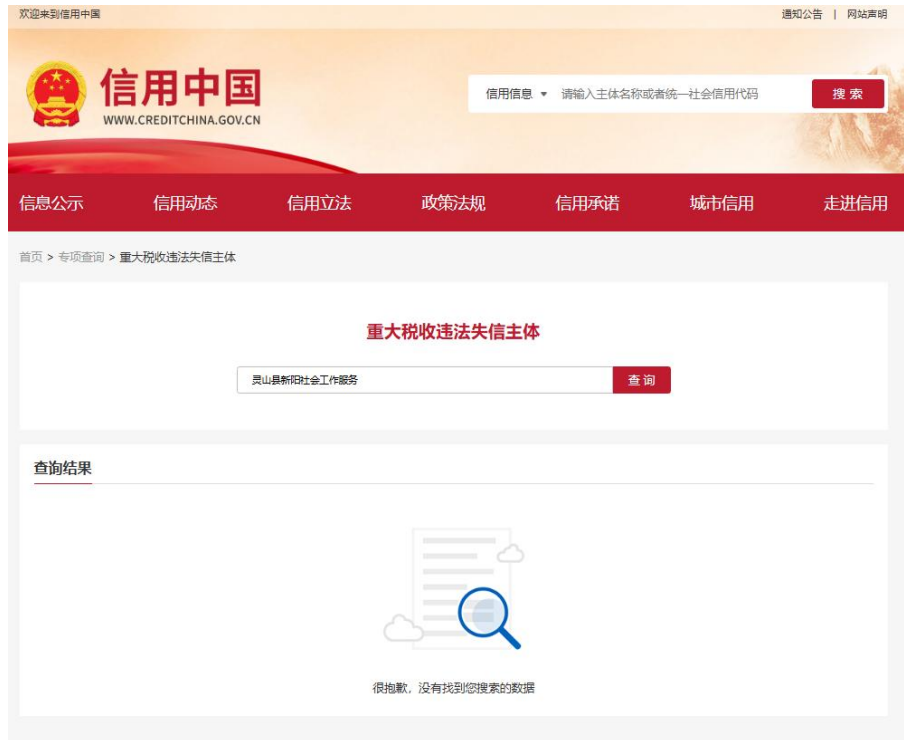 欢迎来到信用中国
通知公告 | 网站声明
信用中国
WWW.CREDITCHINA.GOV.CN
信用信息 请输入主体名称或者统一社会信用代码 搜索
信息公示 信用动态 信用立法 政策法规 信用承诺 城市信用 走进信用
首页 > 专项查询 > 重大税收违法失信主体
重大税收违法失信主体
灵山县新阳社会工作服务 查询
查询结果
很抱歉，没有找到您搜索的数据